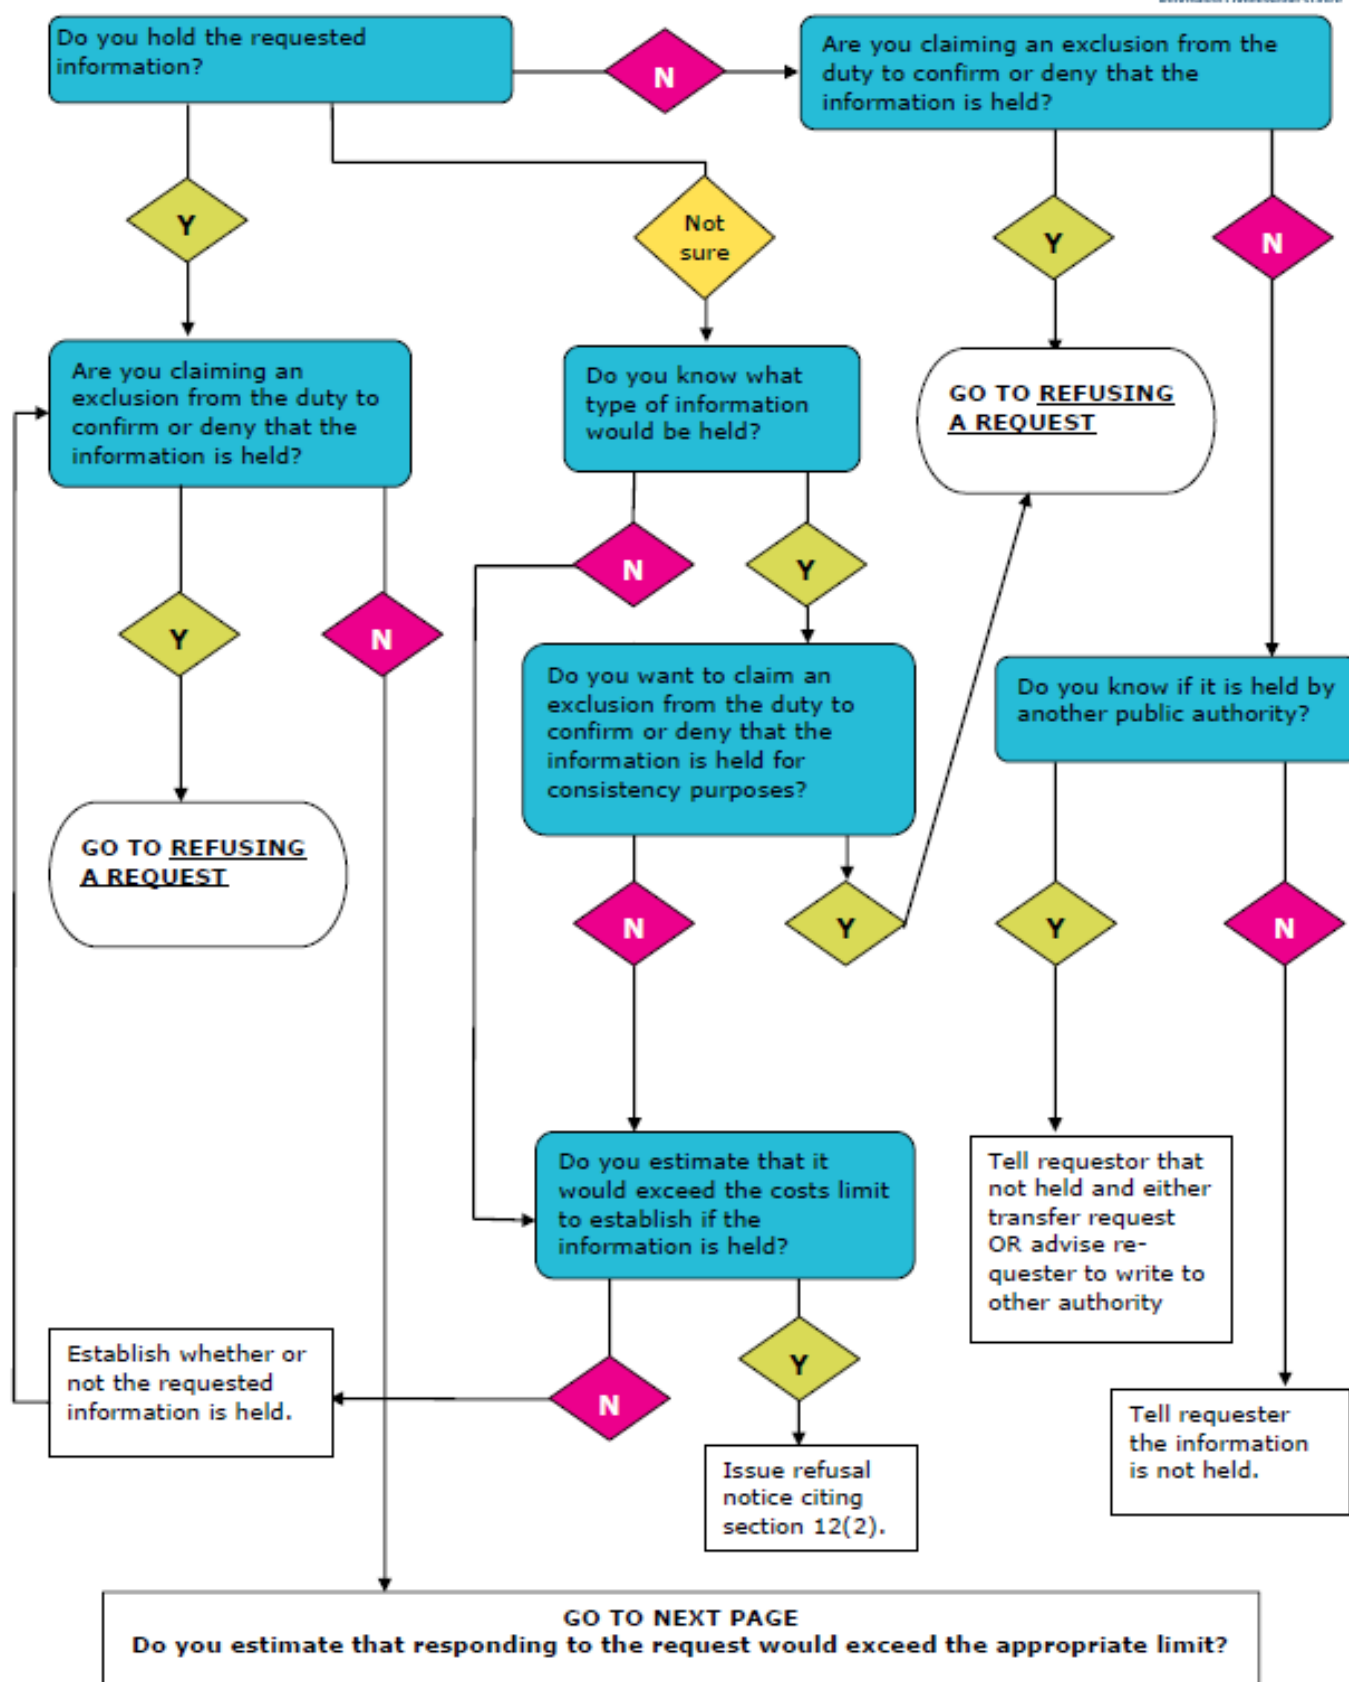 Do you hold the requested
information?
N
Are you claiming an exclusion from the
duty to confirm or deny that the
information is held?
Y
Not
sure
Y
N
Are you claiming an
exclusion from the duty to
confirm or deny that the
information is held?
Do you know what
type of information
would be held?
GO TO REFUSING
A REQUEST
N
Y
Y
N
Do you want to claim an
exclusion from the duty to
confirm or deny that the
information is held for
consistency purposes?
Do you know if it is held by
another public authority?
GO TO REFUSING
A REQUEST
N
Y
Y
N
Do you estimate that it
would exceed the costs limit
to establish if the
information is held?
Tell requestor that
not held and either
transfer request
OR advise re-
quester to write to
other authority
Establish whether or
not the requested
information is held.
N
Y
Tell requester
the information
is not held.
Issue refusal
notice citing
section 12(2).
GO TO NEXT PAGE
Do you estimate that responding to the request would exceed the appropriate limit?